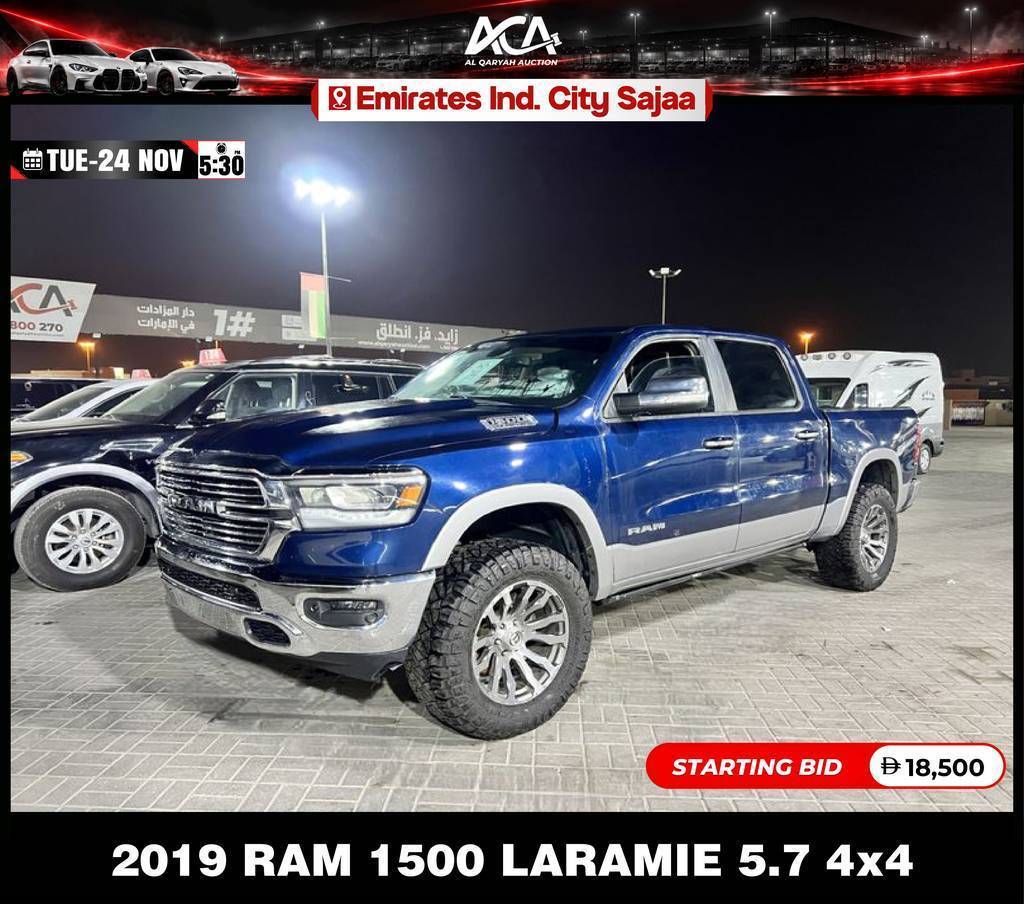 ACA
AL QARYAH AUCTION
Emirates Ind. City Sajaa
TUE-24 NOV
5:30 PM
ACA
800 270
دار المزادات
في الإمارات
#1
زايد. فز. انطلق
RAM
RAM
STARTING BID
18,500
2019 RAM 1500 LARAMIE 5.7 4x4